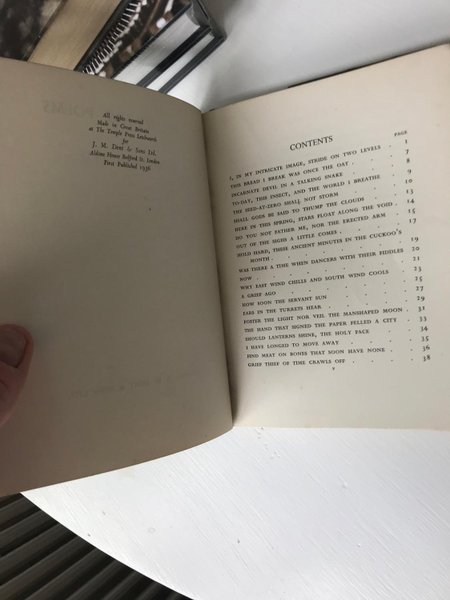 All rights reserved
Made in Great Britain
at The Temple Press Letchworth
for
J. M. Dent & Sons Ltd.
Aldine House Bedford St. London
First Published 1936
CONTENTS
PAGE
I, IN MY INTRICATE IMAGE, STRIDE ON TWO LEVELS . 1
THIS BREAD I BREAK WAS ONCE THE OAT . . . 7
INCARNATE DEVIL IN A TALKING SNAKE . . . 8
TO-DAY, THIS INSECT, AND THE WORLD I BREATHE . 9
THE SEED-AT-ZERO SHALL NOT STORM . . . 10
SHALL GODS BE SAID TO THUMP THE CLOUDS . . 12
HERE IN THIS SPRING, STARS FLOAT ALONG THE VOID . 14
DO YOU NOT FATHER ME, NOR THE ERECTED ARM . 15
OUT OF THE SIGHS A LITTLE COMES . . . 17
HOLD HARD, THESE ANCIENT MINUTES IN THE CUCKOO'S
MONTH . . . . . . 19
WAS THERE A TIME WHEN DANCERS WITH THEIR FIDDLES 20
NOW . . . . . . 21
WHY EAST WIND CHILLS AND SOUTH WIND COOLS . 23
A GRIEF AGO . . . . . 25
HOW SOON THE SERVANT SUN . . . . 27
EARS IN THE TURRETS HEAR . . . . 29
FOSTER THE LIGHT NOR VEIL THE MANSHAPED MOON . 31
THE HAND THAT SIGNED THE PAPER FELLED A CITY . 33
SHOULD LANTERNS SHINE, THE HOLY FACE . . 34
I HAVE LONGED TO MOVE AWAY . . . . 35
FIND MEAT ON BONES THAT SOON HAVE NONE . . 36
GRIEF THIEF OF TIME CRAWLS OFF . . . 38
v